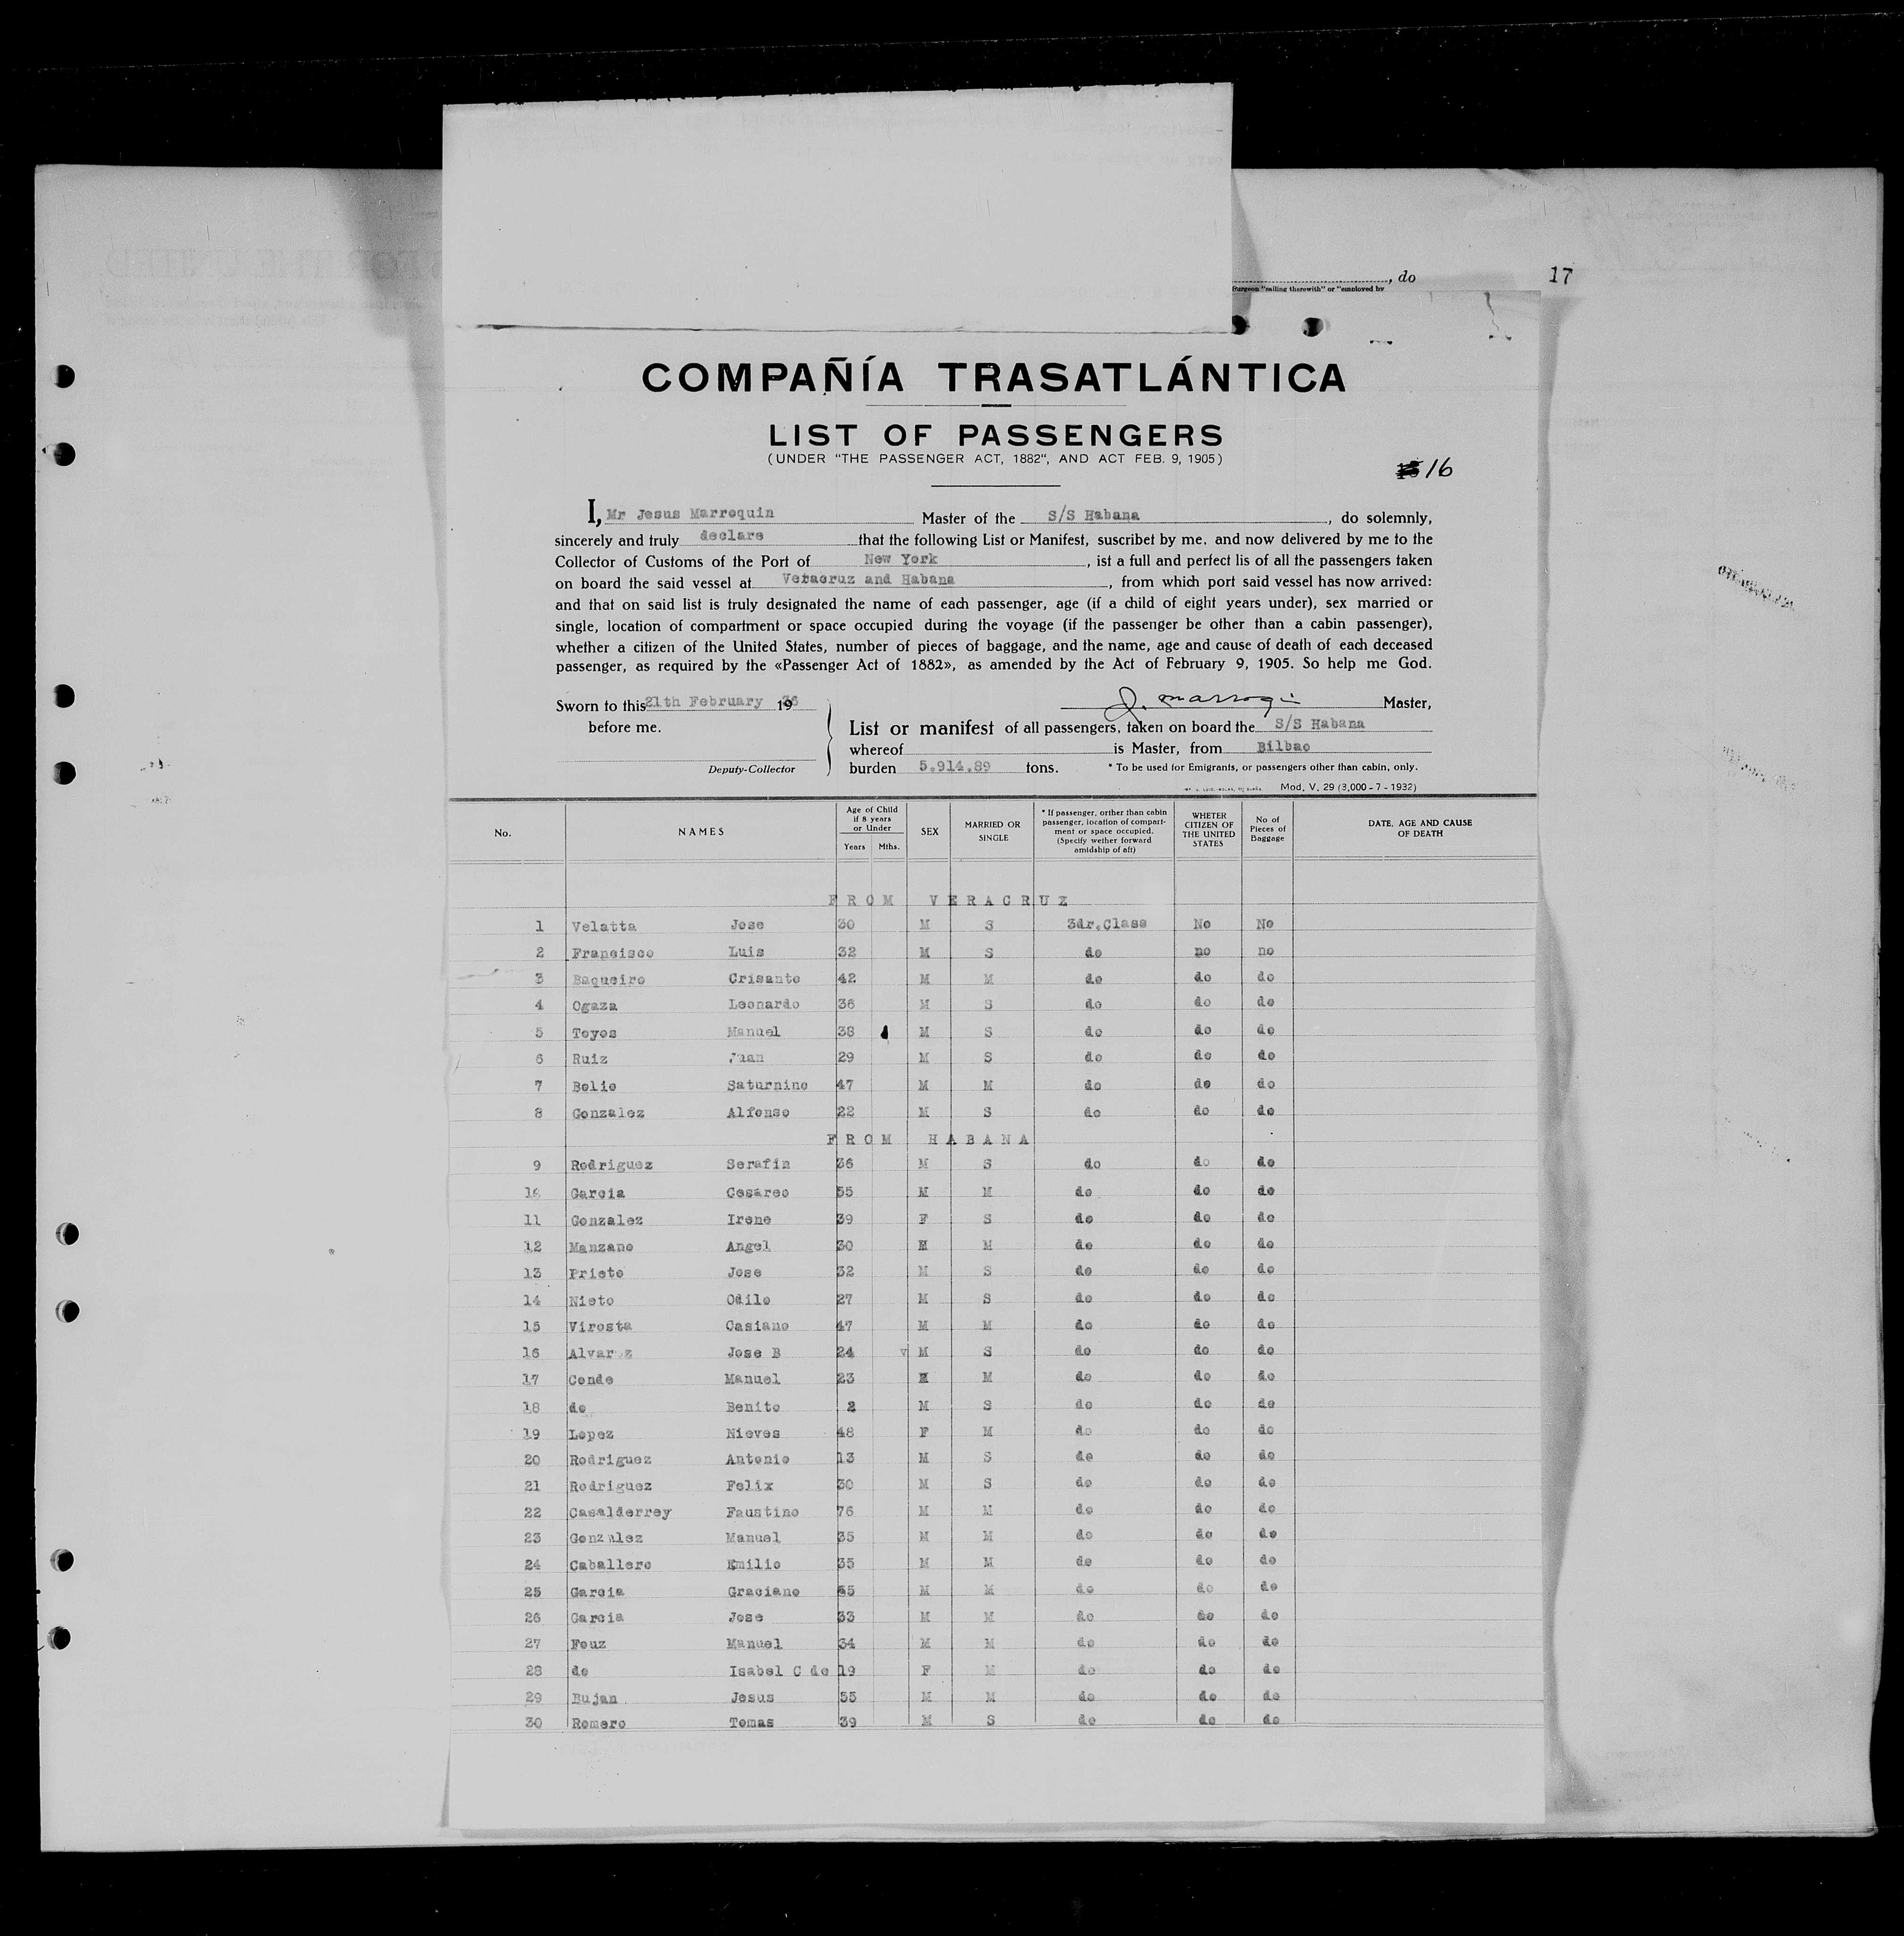 , do
17
Surgeon "sailing therewith" or "employed by
COMPAÑÍA TRASATLÁNTICA
LIST OF PASSENGERS
(UNDER "THE PASSENGER ACT, 1882", AND ACT FEB. 9, 1905)
16
I, Mr Jesus Marroquin Master of the S/S Habana, do solemnly,
sincerely and truly declare that the following List or Manifest, suscribet by me, and now delivered by me to the
Collector of Customs of the Port of New York, ist a full and perfect lis of all the passengers taken
on board the said vessel at Veracruz and Habana, from which port said vessel has now arrived:
and that on said list is truly designated the name of each passenger, age (if a child of eight years under), sex married or
single, location of compartment or space occupied during the voyage (if the passenger be other than a cabin passenger),
whether a citizen of the United States, number of pieces of baggage, and the name, age and cause of death of each deceased
passenger, as required by the «Passenger Act of 1882», as amended by the Act of February 9, 1905. So help me God.
Sworn to this 21th February 1936 J. Marroqin Master,
before me. List or manifest of all passengers, taken on board the S/S Habana
whereof is Master, from Bilbao
Deputy-Collector burden 5.914.89 tons. * To be used for Emigrants, or passengers other than cabin, only.
Mod. V. 29 (3,000 - 7 - 1932)
No. NAMES Age of Child if 8 years or Under Years Mths. SEX MARRIED OR SINGLE * If passenger, orther than cabin passenger, location of compartment or space occupied. (Specify wether forward amidship of aft) WHETER CITIZEN OF THE UNITED STATES No of Pieces of Baggage DATE, AGE AND CAUSE OF DEATH
FROM VERACRUZ
1 Velatta Jose 30 M S 3dr.Class No No
2 Francisco Luis 32 M S do no no
3 Baqueiro Crisanto 42 M M do do do
4 Ogaza Leonardo 36 M S do do do
5 Toyos Manuel 38 M S do do do
6 Ruiz Juan 29 M S do do do
7 Bolio Saturnino 47 M M do do do
8 Gonzalez Alfonso 22 M S do do do
FROM HABANA
9 Rodriguez Serafin 36 M S do do do
10 Garcia Cesareo 55 M M do do do
11 Gonzalez Irene 39 F S do do do
12 Manzano Angel 30 M M do do do
13 Prieto Jose 32 M S do do do
14 Nieto Odilo 27 M S do do do
15 Virosta Casiano 47 M M do do do
16 Alvarez Jose B 24 v M S do do do
17 Conde Manuel 23 M M do do do
18 do Benito 2 M S do do do
19 Lopez Nieves 48 F M do do do
20 Rodriguez Antonio 13 M S do do do
21 Rodriguez Felix 30 M S do do do
22 Casalderrey Faustino 76 M M do do do
23 Gonzalez Manuel 35 M M do do do
24 Caballero Emilio 35 M M do do do
25 Garcia Graciano 45 M M do do do
26 Garcia Jose 33 M M do do do
27 Fouz Manuel 34 M M do do do
28 do Isabel C de 19 F M do do do
29 Bujan Jesus 55 M M do do do
30 Romero Tomas 39 M S do do do